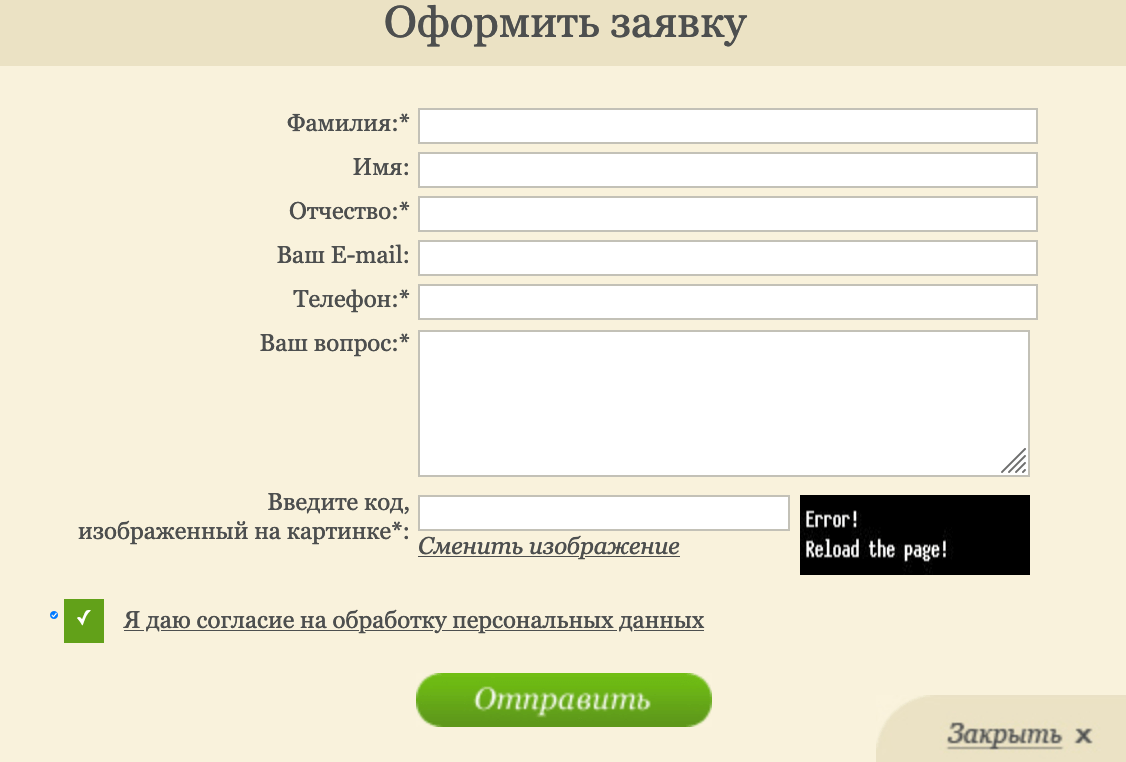 Оформить заявку
Фамилия:*
Имя:
Отчество:*
Ваш E-mail:
Телефон:*
Ваш вопрос:*
Введите код,
изображенный на картинке*:
Сменить изображение
Error!
Reload the page!
Я даю согласие на обработку персональных данных
Отправить
Закрыть x